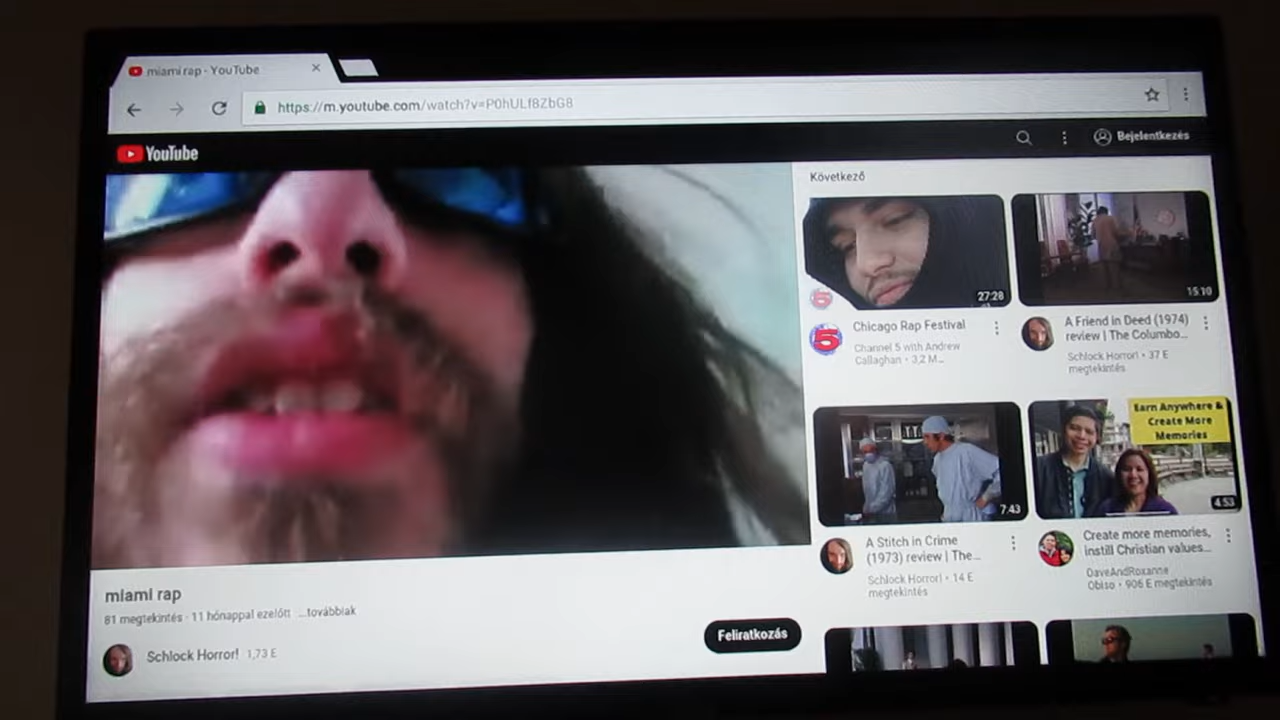 miami rap - YouTube
https://m.youtube.com/watch?v=P0hULf8ZbG8
YouTube
Bejelentkezés
Következő
27:28
15:10
5
Chicago Rap Festival
Channel 5 with Andrew
Callaghan • 3,2 M...
A Friend in Deed (1974)
review | The Columbo...
Schlock Horror! • 37 E
megtekintés
7:43
Earn Anywhere &
Create More
Memories
4:53
A Stitch in Crime
(1973) review | The...
Schlock Horror! • 14 E
megtekintés
Create more memories,
instill Christian values...
DaveAndRoxanne
Obiso • 906 E megtekintés
miami rap
81 megtekintés · 11 hónappal ezelőtt ...továbbiak
Schlock Horror! 1,73 E
Feliratkozás